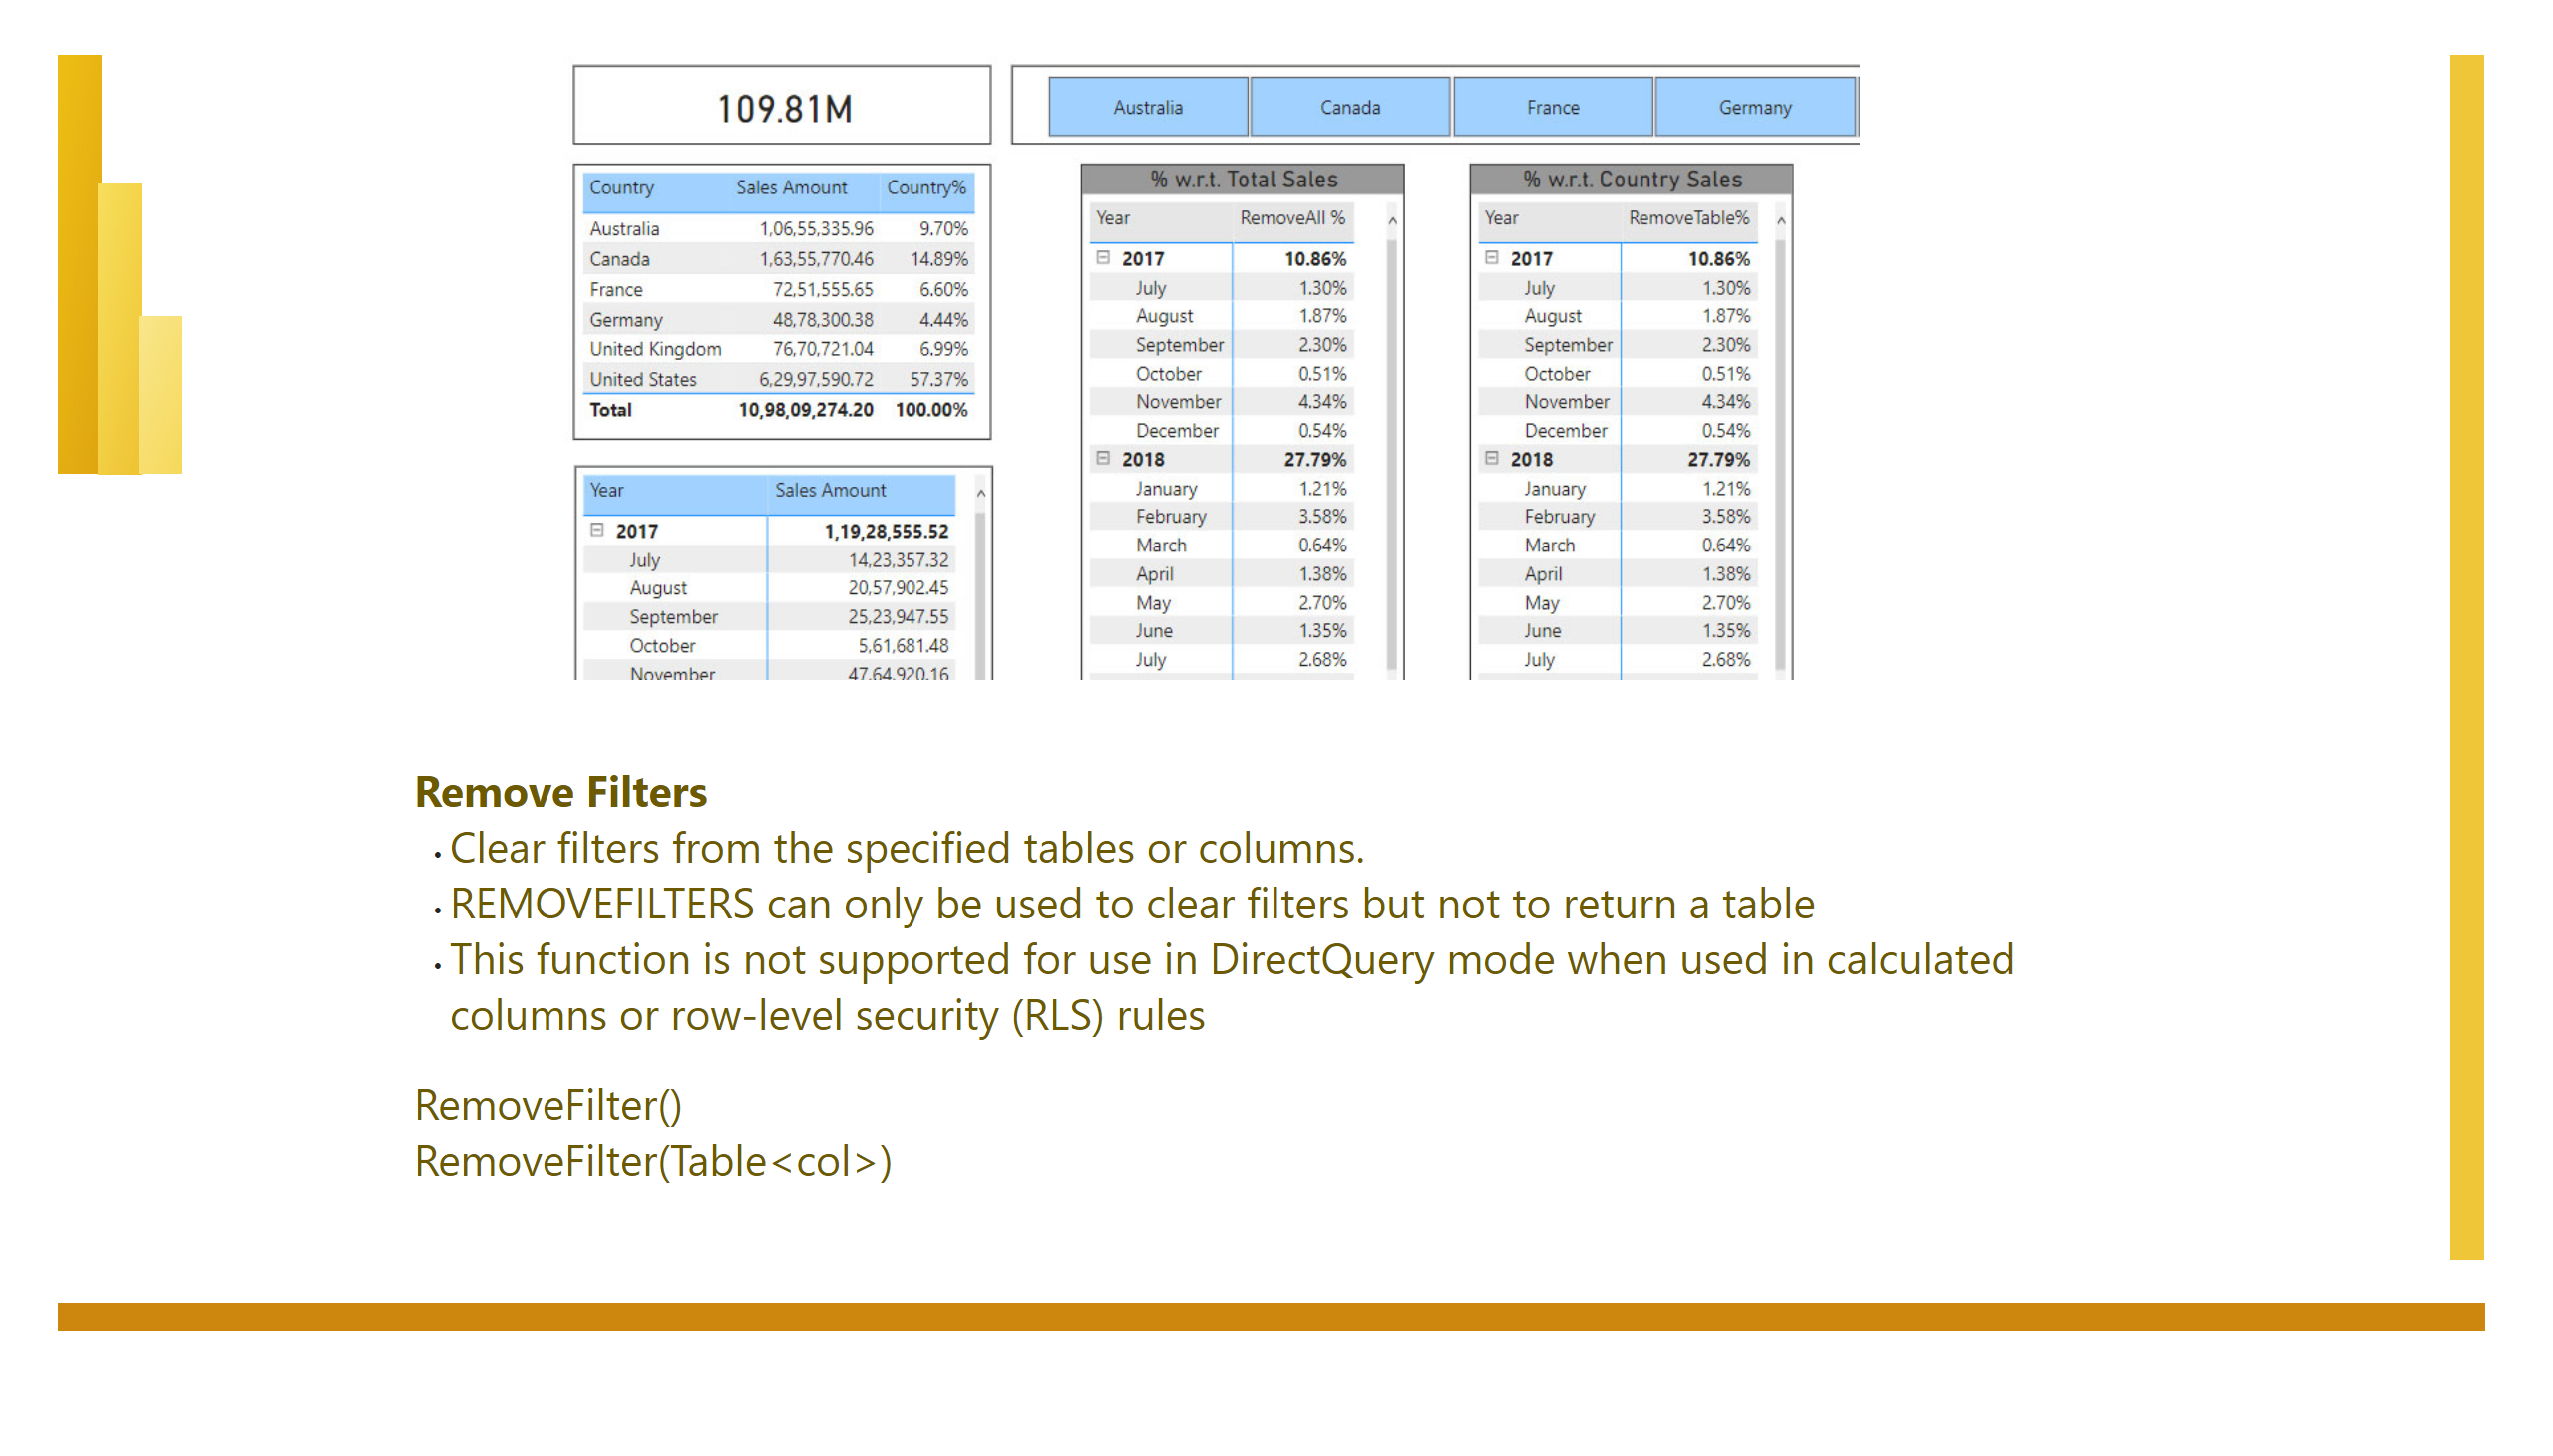 109.81M
Australia Canada France Germany
Country Sales Amount Country%
Australia 1,06,55,335.96 9.70%
Canada 1,63,55,770.46 14.89%
France 72,51,555.65 6.60%
Germany 48,78,300.38 4.44%
United Kingdom 76,70,721.04 6.99%
United States 6,29,97,590.72 57.37%
Total 10,98,09,274.20 100.00%
Year Sales Amount
2017 1,19,28,555.52
July 14,23,357.32
August 20,57,902.45
September 25,23,947.55
October 5,61,681.48
November 47,64,920.16
% w.r.t. Total Sales
Year RemoveAll %
2017 10.86%
July 1.30%
August 1.87%
September 2.30%
October 0.51%
November 4.34%
December 0.54%
2018 27.79%
January 1.21%
February 3.58%
March 0.64%
April 1.38%
May 2.70%
June 1.35%
July 2.68%
% w.r.t. Country Sales
Year RemoveTable%
2017 10.86%
July 1.30%
August 1.87%
September 2.30%
October 0.51%
November 4.34%
December 0.54%
2018 27.79%
January 1.21%
February 3.58%
March 0.64%
April 1.38%
May 2.70%
June 1.35%
July 2.68%
Remove Filters
• Clear filters from the specified tables or columns.
• REMOVEFILTERS can only be used to clear filters but not to return a table
• This function is not supported for use in DirectQuery mode when used in calculated
columns or row-level security (RLS) rules
RemoveFilter()
RemoveFilter(Table<col>)